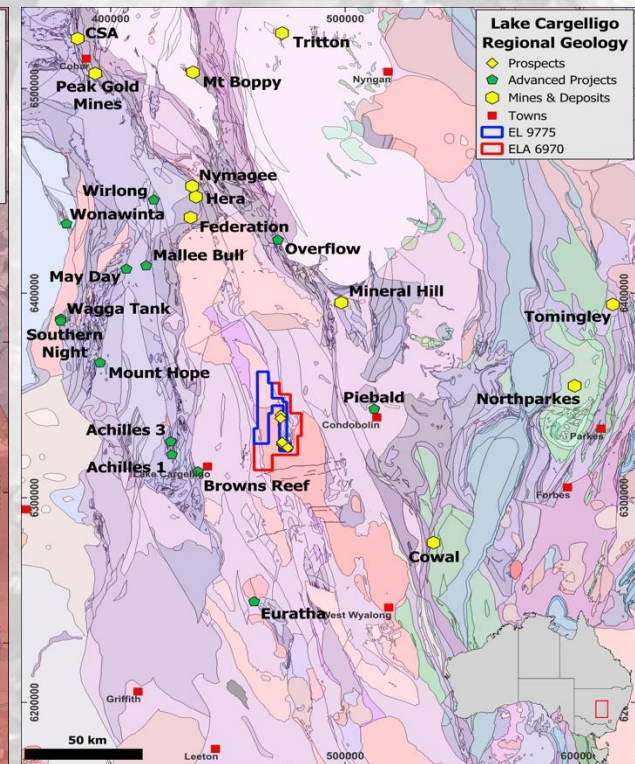 400000
500000
Lake Cargelligo
Regional Geology
Prospects
Advanced Projects
Mines & Deposits
Towns
EL 9775
ELA 6970
CSA
Cobar
Peak Gold
Mines
Mt Boppy
Tritton
Nyngan
6500000
Nymagee
Hera
Federation
Wirlong
Wonawinta
Overflow
Mallee Bull
May Day
Mineral Hill
6400000
6400000
Tomingley
Wagga Tank
Southern
Night
Mount Hope
Northparkes
Parkes
Piebald
Condobolin
Achilles 3
Achilles 1
Lake Cargelligo
Browns Reef
Forbes
6300000
6300000
Cowal
Euratha
West Wyalong
Griffith
6200000
Leeton
50 km
500000